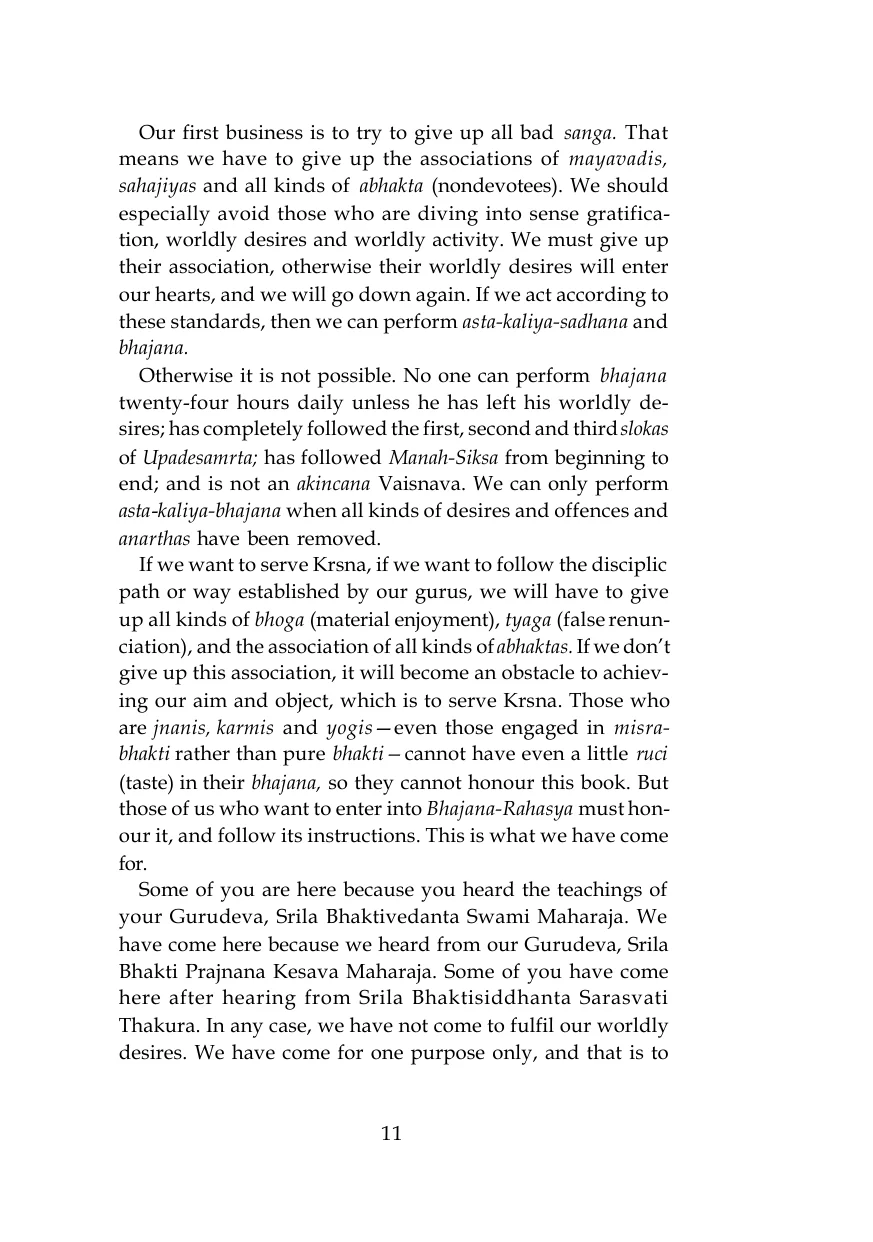 Our first business is to try to give up all bad sanga. That
means we have to give up the associations of mayavadis,
sahajiyas and all kinds of abhakta (nondevotees). We should
especially avoid those who are diving into sense gratifica-
tion, worldly desires and worldly activity. We must give up
their association, otherwise their worldly desires will enter
our hearts, and we will go down again. If we act according to
these standards, then we can perform asta-kaliya-sadhana and
bhajana.
Otherwise it is not possible. No one can perform bhajana
twenty-four hours daily unless he has left his worldly de-
sires; has completely followed the first, second and third slokas
of Upadesamrta; has followed Manah-Siksa from beginning to
end; and is not an akincana Vaisnava. We can only perform
asta-kaliya-bhajana when all kinds of desires and offences and
anarthas have been removed.
If we want to serve Krsna, if we want to follow the disciplic
path or way established by our gurus, we will have to give
up all kinds of bhoga (material enjoyment), tyaga (false renun-
ciation), and the association of all kinds of abhaktas. If we don't
give up this association, it will become an obstacle to achiev-
ing our aim and object, which is to serve Krsna. Those who
are jnanis, karmis and yogis—even those engaged in misra-
bhakti rather than pure bhakti—cannot have even a little ruci
(taste) in their bhajana, so they cannot honour this book. But
those of us who want to enter into Bhajana-Rahasya must hon-
our it, and follow its instructions. This is what we have come
for.
Some of you are here because you heard the teachings of
your Gurudeva, Srila Bhaktivedanta Swami Maharaja. We
have come here because we heard from our Gurudeva, Srila
Bhakti Prajnana Kesava Maharaja. Some of you have come
here after hearing from Srila Bhaktisiddhanta Sarasvati
Thakura. In any case, we have not come to fulfil our worldly
desires. We have come for one purpose only, and that is to
11